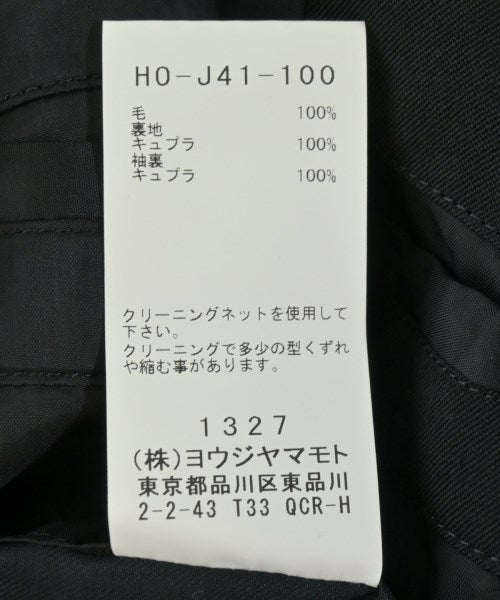 HO-J41-100
毛 100%
裏地
キュプラ 100%
袖裏
キュプラ 100%
クリーニングネットを使用して
下さい。
クリーニングで多少の型くずれ
や縮む事があります。
1327
(株)ヨウジヤマモト
東京都品川区東品川
2-2-43 T33 QCR-H